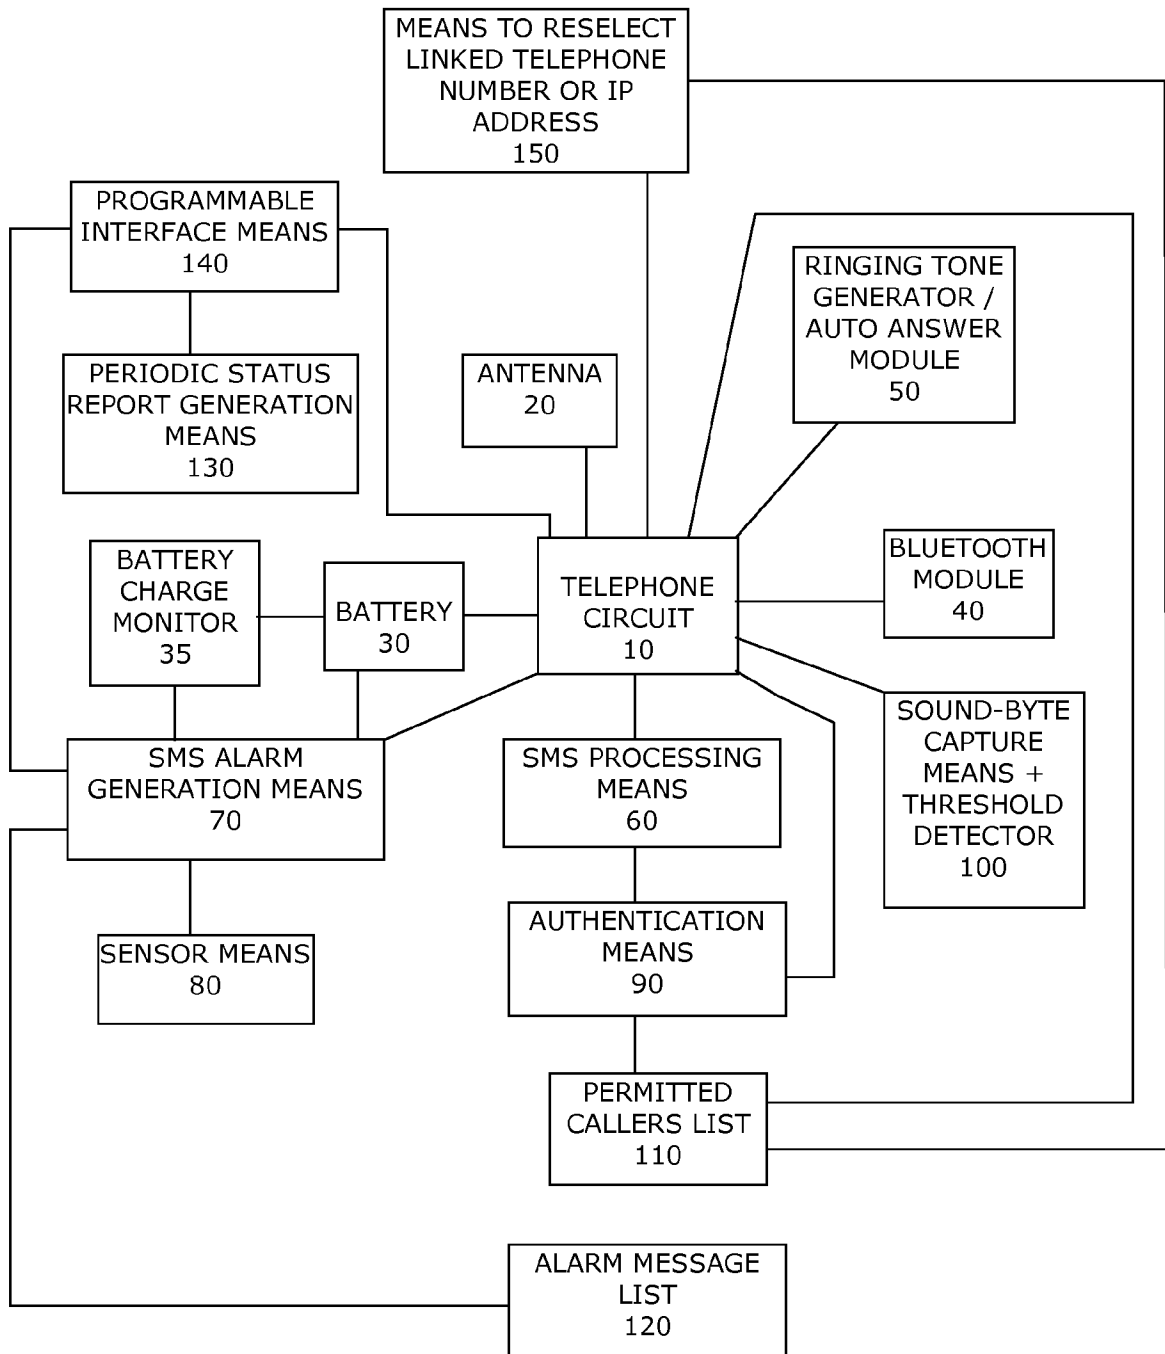 MEANS TO RESELECT
LINKED TELEPHONE
NUMBER OR IP
ADDRESS
150
PROGRAMMABLE
INTERFACE MEANS
140
RINGING TONE
GENERATOR /
AUTO ANSWER
MODULE
50
PERIODIC STATUS
REPORT GENERATION
MEANS
130
ANTENNA
20
BATTERY
CHARGE
MONITOR
35
BATTERY
30
TELEPHONE
CIRCUIT
10
BLUETOOTH
MODULE
40
SMS ALARM
GENERATION MEANS
70
SMS PROCESSING
MEANS
60
SOUND-BYTE
CAPTURE
MEANS +
THRESHOLD
DETECTOR
100
SENSOR MEANS
80
AUTHENTICATION
MEANS
90
PERMITTED
CALLERS LIST
110
ALARM MESSAGE
LIST
120